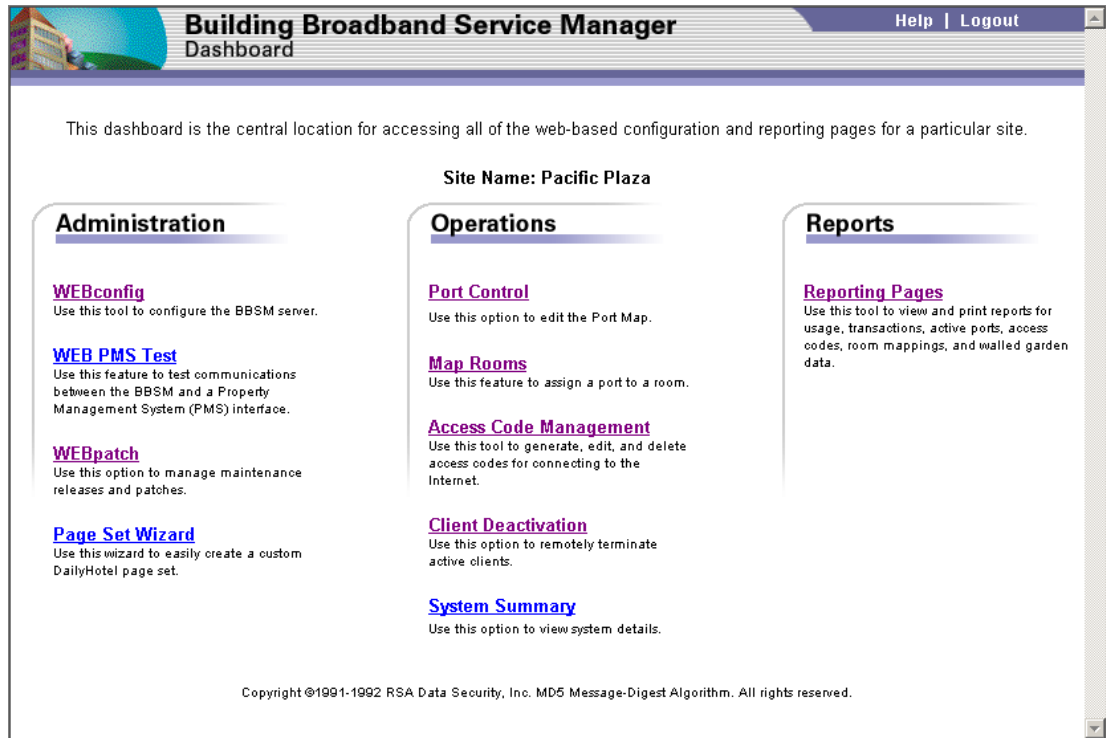 Building Broadband Service Manager
Dashboard
Help | Logout
This dashboard is the central location for accessing all of the web-based configuration and reporting pages for a particular site.
Site Name: Pacific Plaza
Administration
WEBconfig
Use this tool to configure the BBSM server.
WEB PMS Test
Use this feature to test communications
between the BBSM and a Property
Management System (PMS) interface.
WEBpatch
Use this option to manage maintenance
releases and patches.
Page Set Wizard
Use this wizard to easily create a custom
DailyHotel page set.
Operations
Port Control
Use this option to edit the Port Map.
Map Rooms
Use this feature to assign a port to a room.
Access Code Management
Use this tool to generate, edit, and delete
access codes for connecting to the
Internet.
Client Deactivation
Use this option to remotely terminate
active clients.
System Summary
Use this option to view system details.
Reports
Reporting Pages
Use this tool to view and print reports for
usage, transactions, active ports, access
codes, room mappings, and walled garden
data.
Copyright ©1991-1992 RSA Data Security, Inc. MD5 Message-Digest Algorithm. All rights reserved.